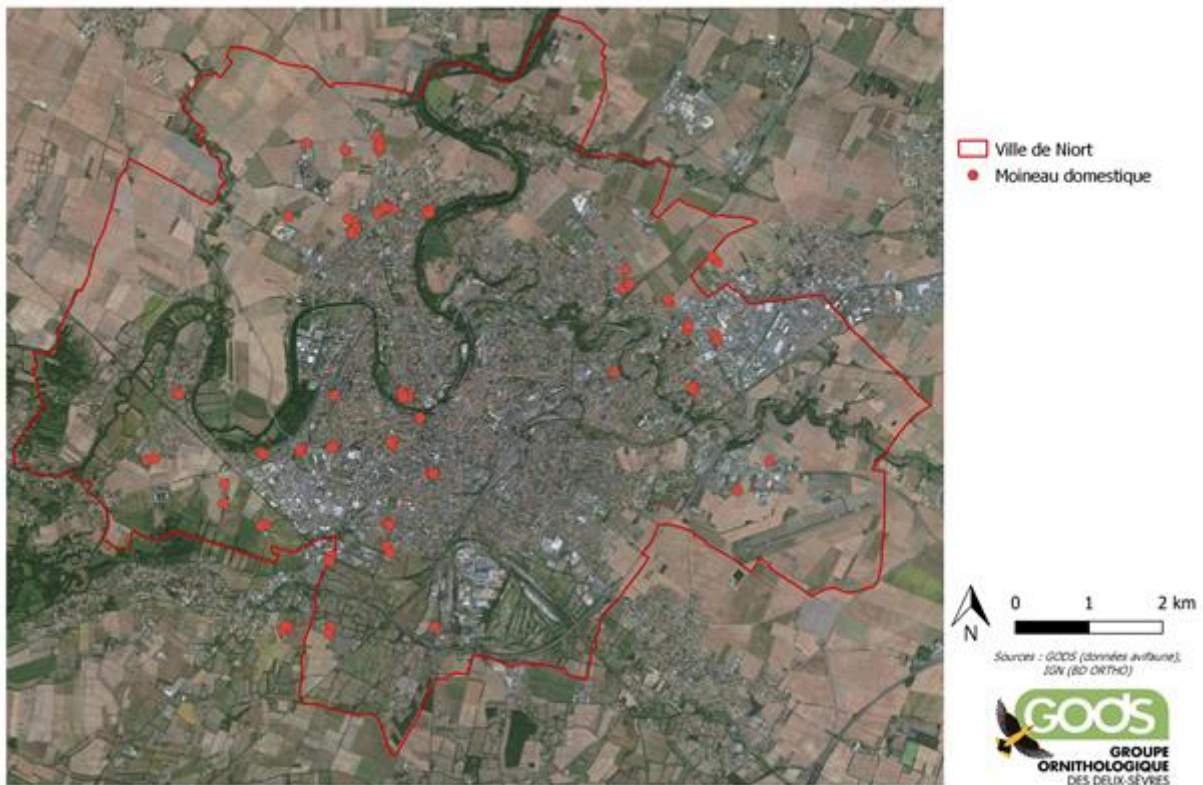 Ville de Niort
Moineau domestique
0 1 2 km
N
Sources : GODS (données avifaune),
IGN (BD ORTHO)
GODS
GROUPE
ORNITHOLOGIQUE
DES DEUX-SÈVRES